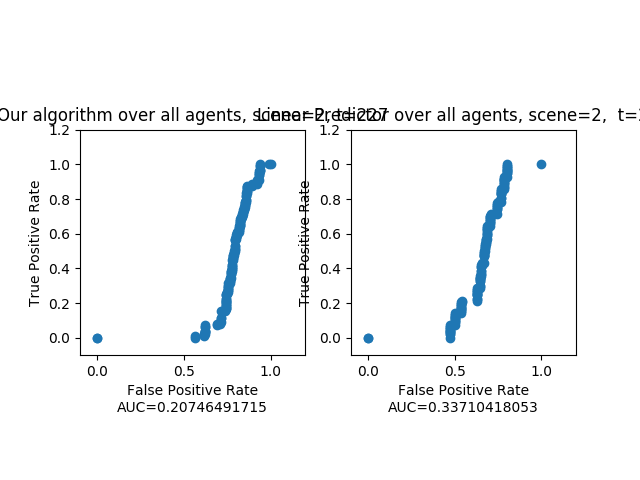 Our algorithm over all agents, scene=2, t=227
Linear Predictor over all agents, scene=2, t=
1.2
1.0
0.8
0.6
0.4
0.2
0.0
True Positive Rate
0.0 0.5 1.0
False Positive Rate
AUC=0.20746491715
1.2
1.0
0.8
0.6
0.4
0.2
0.0
True Positive Rate
0.0 0.5 1.0
False Positive Rate
AUC=0.33710418053